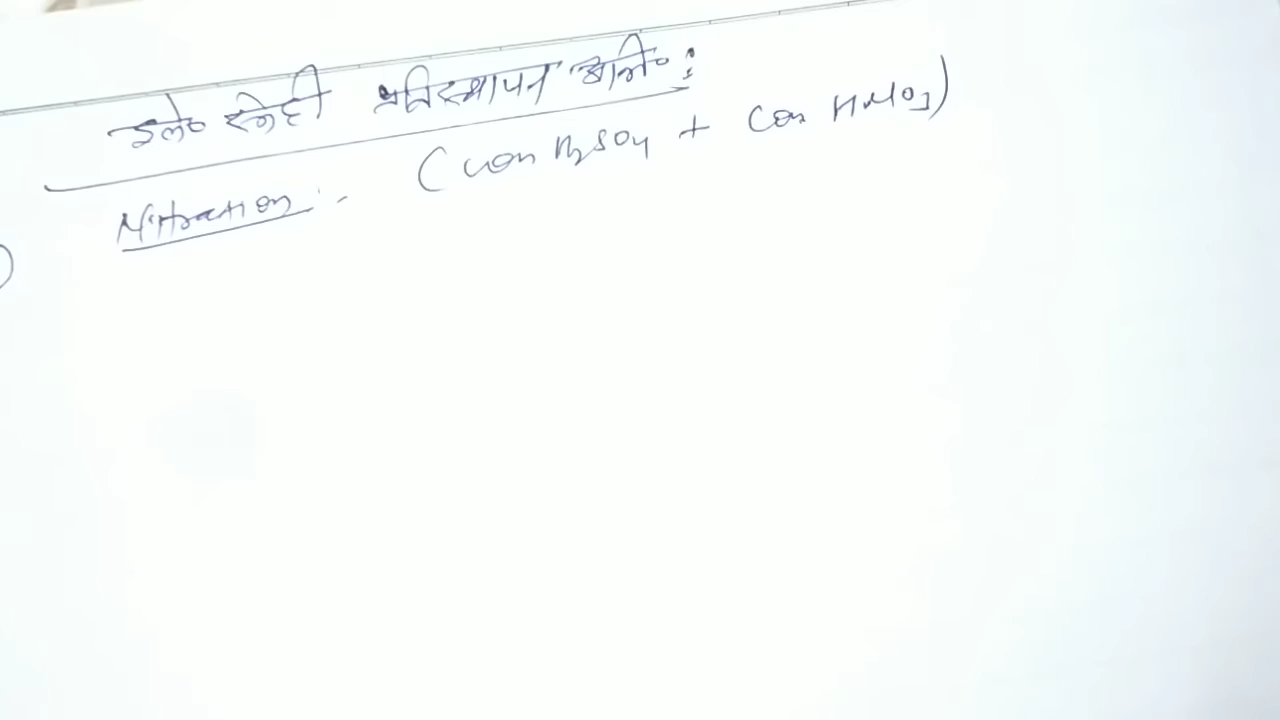 इले० स्नेही प्रतिस्थापन अभि० :
Nitration :- (con H2SO4 + con HNO3)